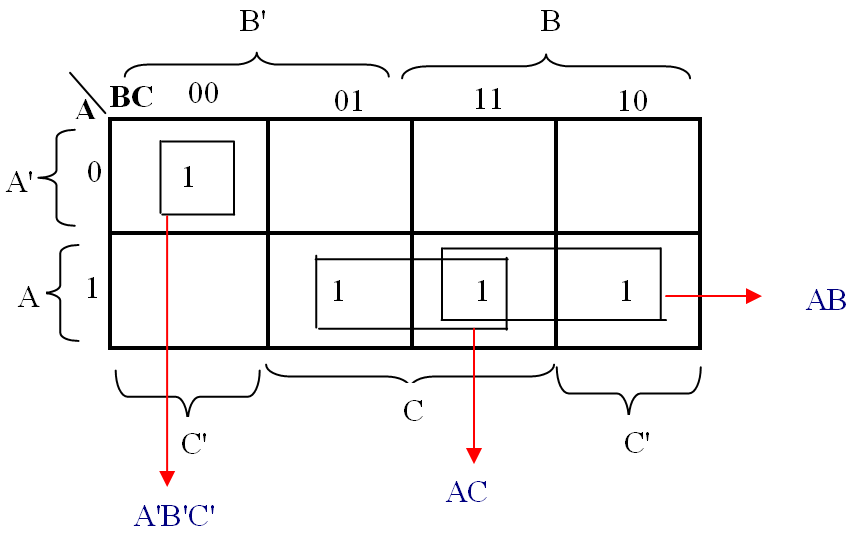 B' B
A BC 00 01 11 10
A' 0 1
A 1 1 1 1 AB
C' C C'
A'B'C' AC